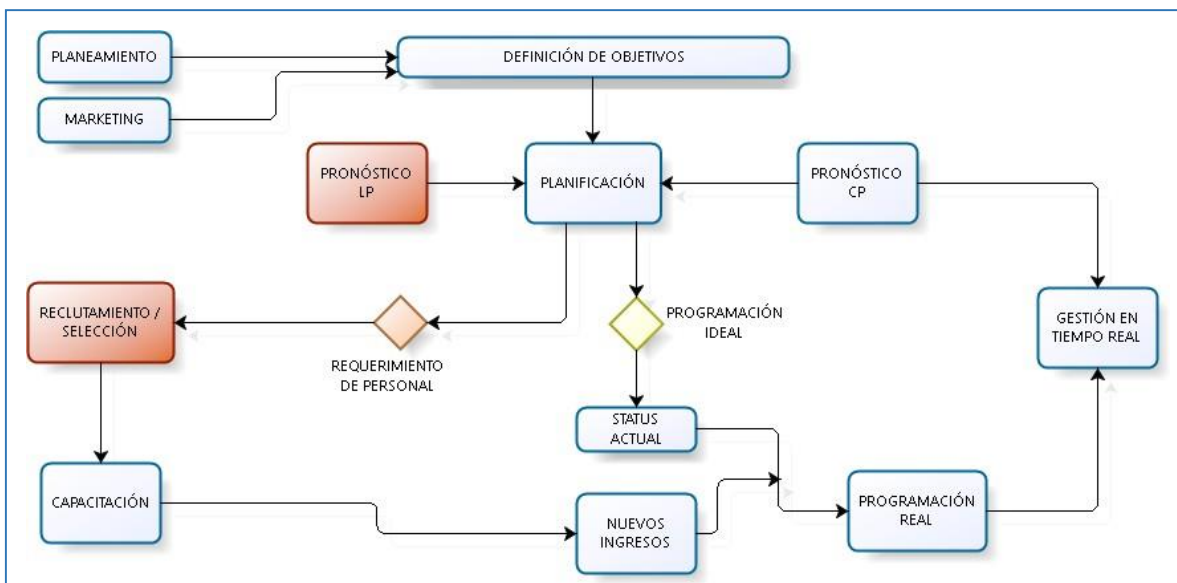 PLANEAMIENTO
DEFINICIÓN DE OBJETIVOS
MARKETING
PRONÓSTICO
LP
PLANIFICACIÓN
PRONÓSTICO
CP
RECLUTAMIENTO /
SELECCIÓN
REQUERIMIENTO
DE PERSONAL
PROGRAMACIÓN
IDEAL
GESTIÓN EN
TIEMPO REAL
STATUS
ACTUAL
CAPACITACIÓN
NUEVOS
INGRESOS
PROGRAMACIÓN
REAL